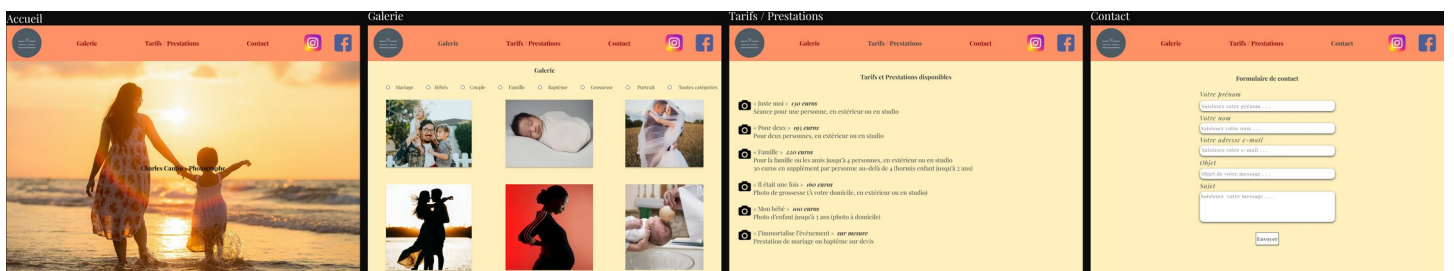 Accueil
Galerie
Tarifs / Prestations
Contact
Galerie
Tarifs / Prestations
Contact
Charles Cantin - Photographe
Galerie
Tarifs / Prestations
Contact
Galerie
Mariage
Bébés
Couple
Famille
Baptême
Grossesse
Portrait
Toutes catégories
Galerie
Tarifs / Prestations
Contact
Tarifs et Prestations disponibles
« Juste moi » 130 euros
Séance pour une personne, en extérieur ou en studio
« Pour deux » 195 euros
Pour deux personnes, en extérieur ou en studio
« Famille » 220 euros
Pour la famille ou les amis jusqu'à 4 personnes, en extérieur ou en studio
30 euros en supplément par personne au-delà de 4 (hormis enfant jusqu'à 2 ans)
« Il était une fois » 160 euros
Photo de grossesse (À votre domicile, en extérieur ou en studio)
« Mon bébé » 100 euros
Photo d'enfant jusqu'à 3 ans (photo à domicile)
« J'immortalise l'événement » sur mesure
Prestation de mariage ou baptême sur devis
Galerie
Tarifs / Prestations
Contact
Formulaire de contact
Votre prénom
Saisissez votre prénom . . .
Votre nom
Saisissez votre nom . . .
Votre adresse e-mail
Saisissez votre e-mail . . .
Objet
Objet de votre message . . .
Sujet
Saisissez votre message . . .
Envoyer